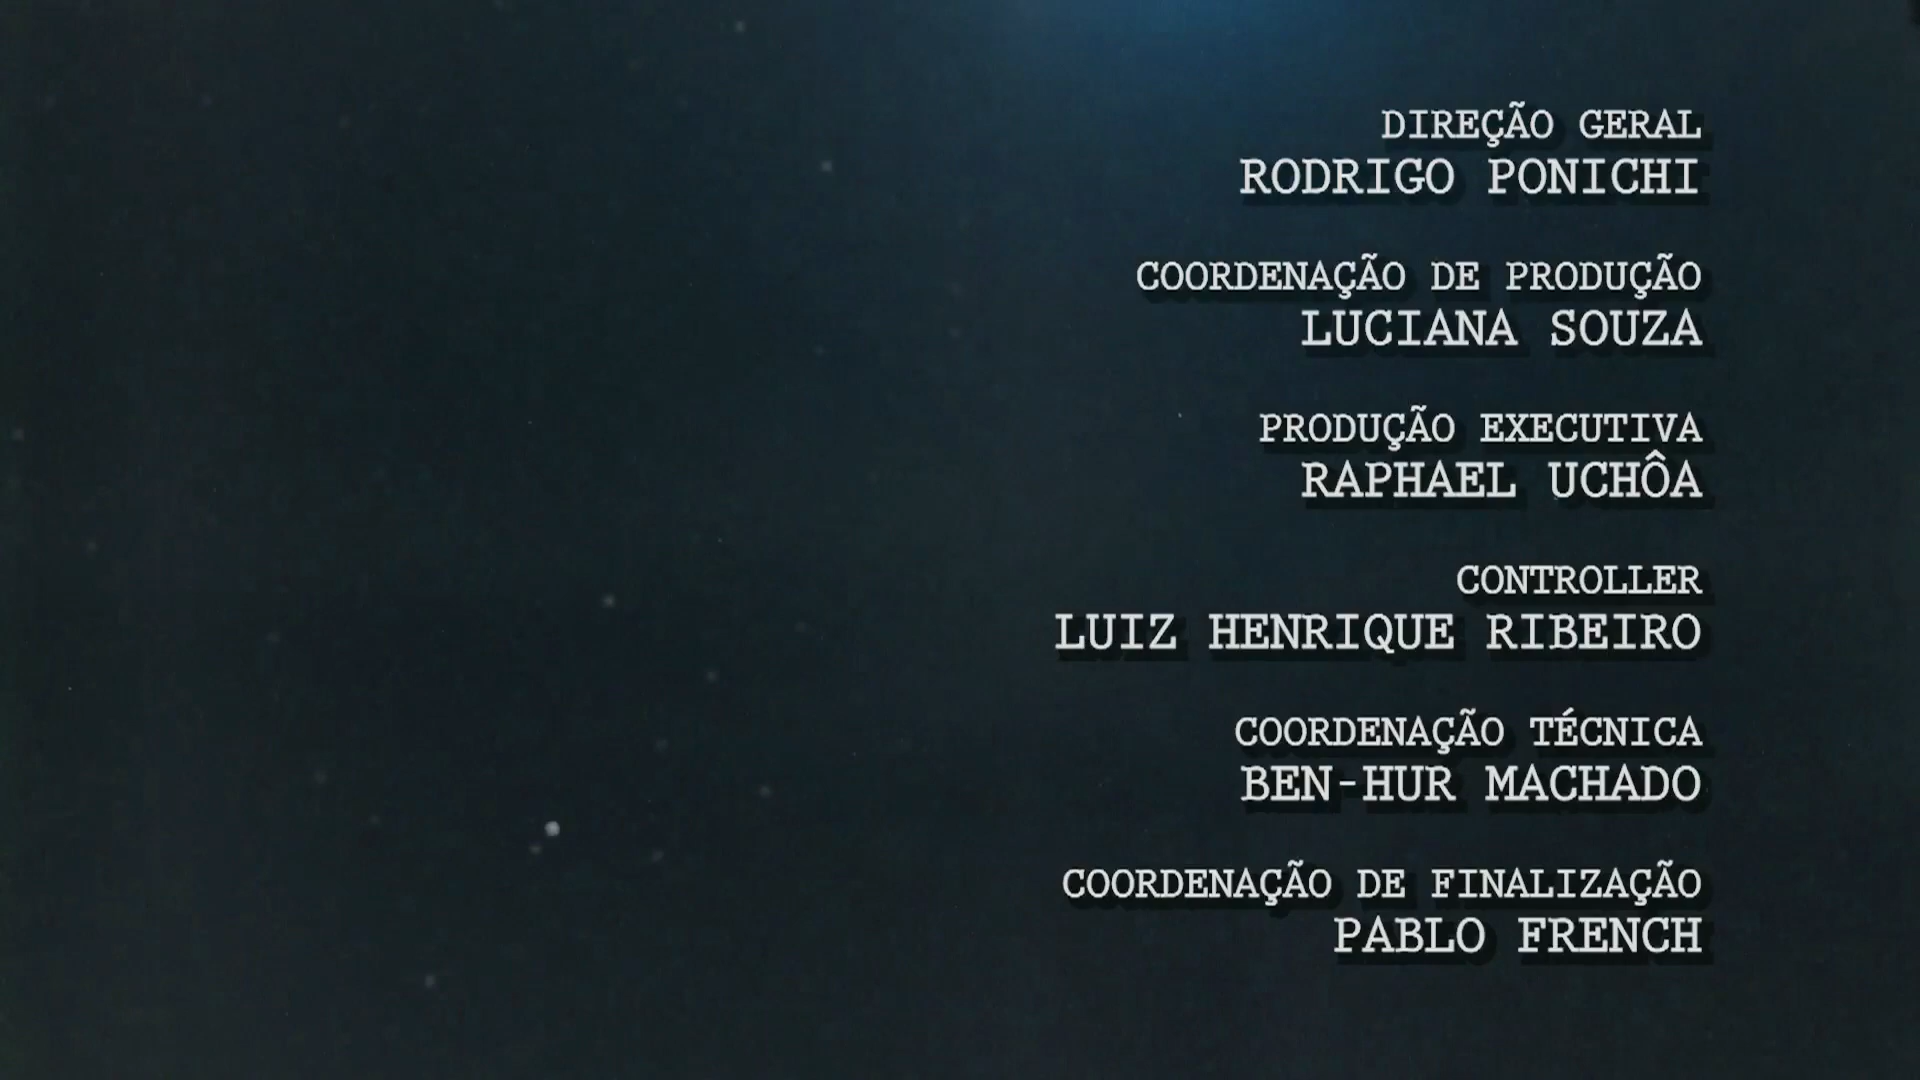 DIREÇÃO GERAL
RODRIGO PONICHI
COORDENAÇÃO DE PRODUÇÃO
LUCIANA SOUZA
PRODUÇÃO EXECUTIVA
RAPHAEL UCHÔA
CONTROLLER
LUIZ HENRIQUE RIBEIRO
COORDENAÇÃO TÉCNICA
BEN-HUR MACHADO
COORDENAÇÃO DE FINALIZAÇÃO
PABLO FRENCH